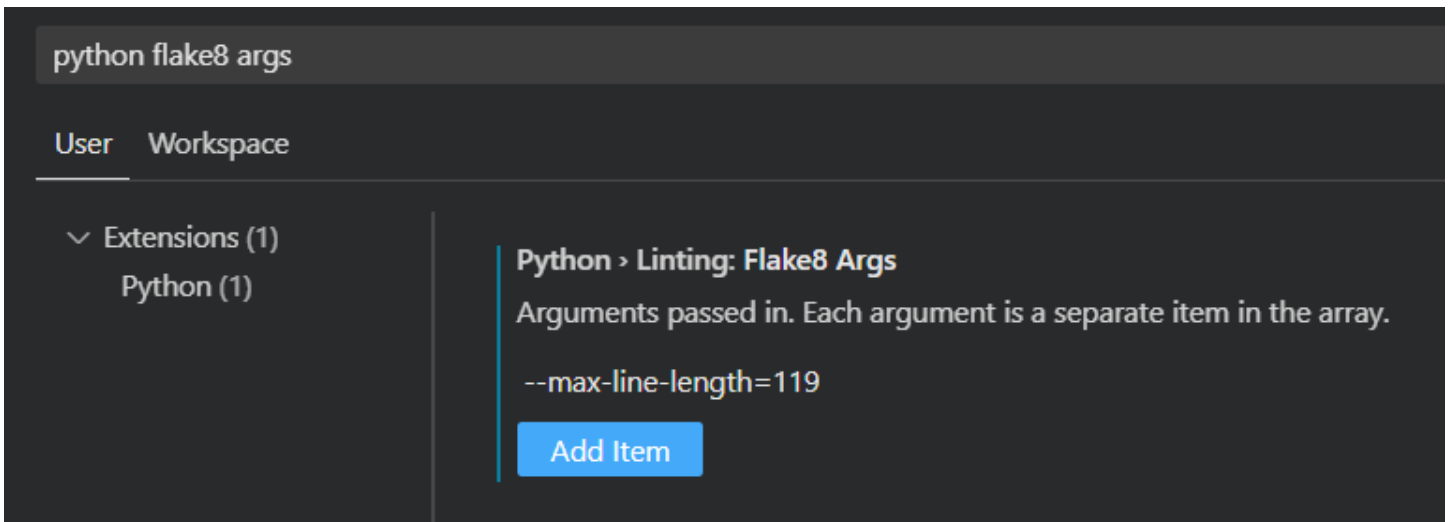 python flake8 args
User Workspace
Extensions (1)
Python (1)
Python › Linting: Flake8 Args
Arguments passed in. Each argument is a separate item in the array.
--max-line-length=119
Add Item